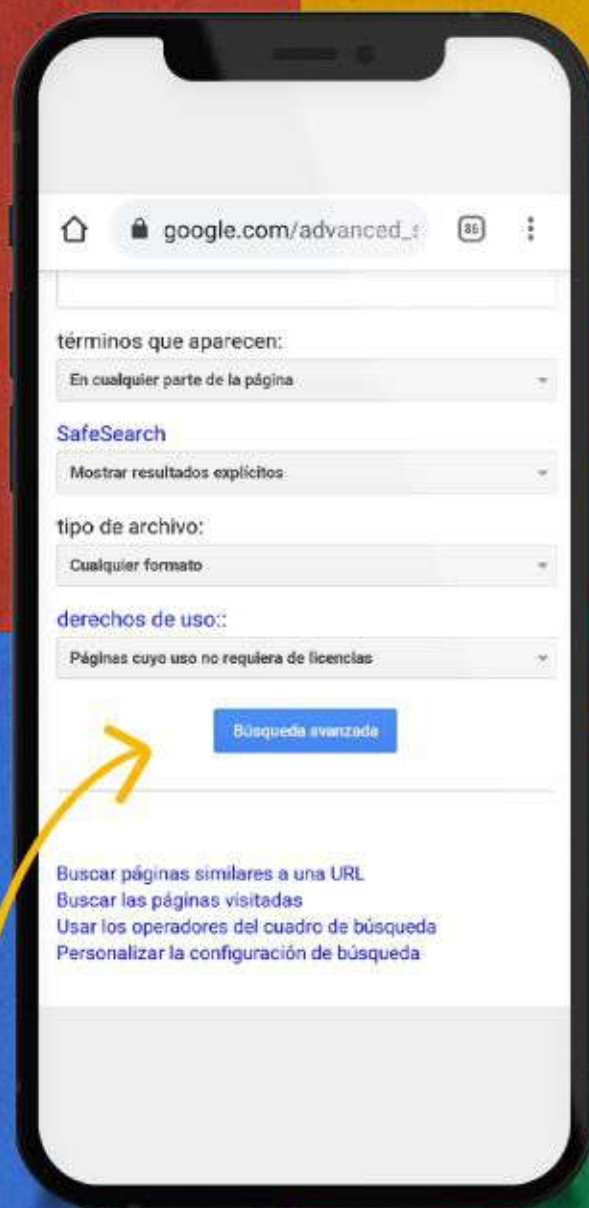 google.com/advanced_s
86
términos que aparecen:
En cualquier parte de la página
SafeSearch
Mostrar resultados explícitos
tipo de archivo:
Cualquier formato
derechos de uso::
Páginas cuyo uso no requiera de licencias
Búsqueda avanzada
Buscar páginas similares a una URL
Buscar las páginas visitadas
Usar los operadores del cuadro de búsqueda
Personalizar la configuración de búsqueda